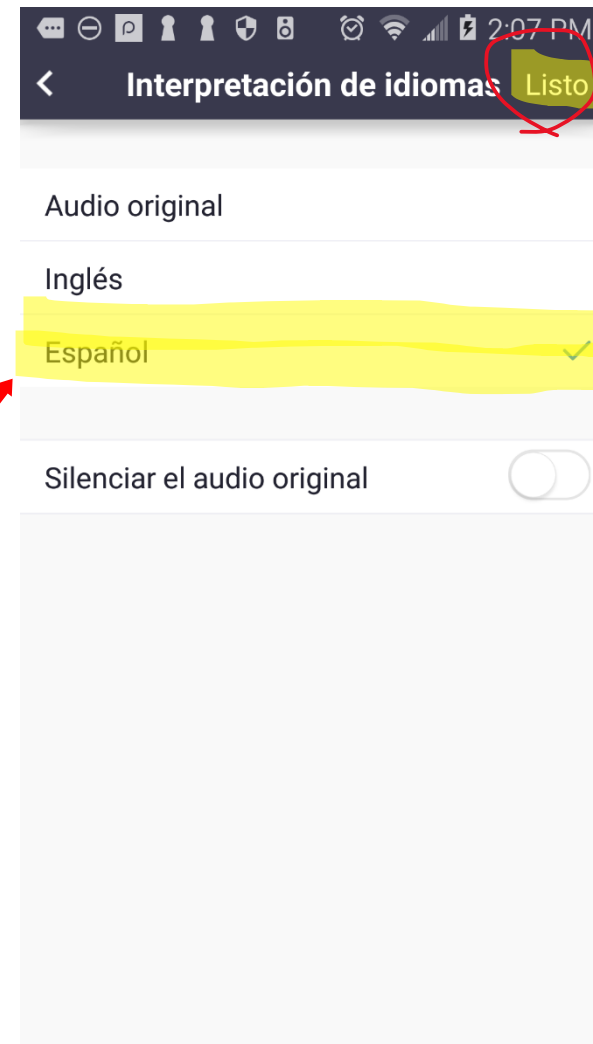 2:07 PM
Interpretación de idiomas Listo
Audio original
Inglés
Español
Silenciar el audio original